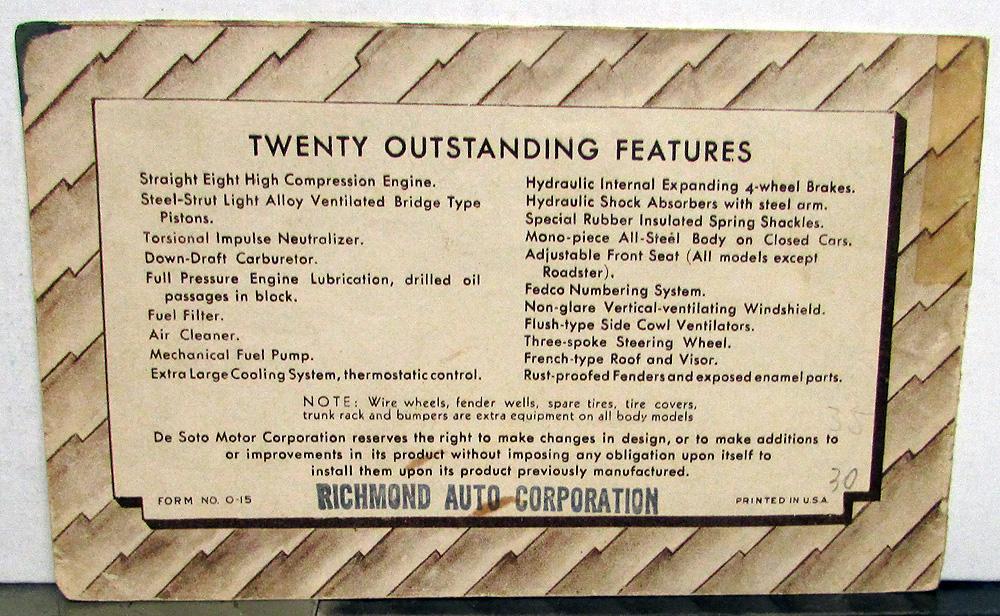 TWENTY OUTSTANDING FEATURES
Straight Eight High Compression Engine.
Steel-Strut Light Alloy Ventilated Bridge Type
Pistons.
Torsional Impulse Neutralizer.
Down-Draft Carburetor.
Full Pressure Engine Lubrication, drilled oil
passages in block.
Fuel Filter.
Air Cleaner.
Mechanical Fuel Pump.
Extra Large Cooling System, thermostatic control.
Hydraulic Internal Expanding 4-wheel Brakes.
Hydraulic Shock Absorbers with steel arm.
Special Rubber Insulated Spring Shackles.
Mono-piece All-Steel Body on Closed Cars.
Adjustable Front Seat (All models except
Roadster).
Fedco Numbering System.
Non-glare Vertical-ventilating Windshield.
Flush-type Side Cowl Ventilators.
Three-spoke Steering Wheel.
French-type Roof and Visor.
Rust-proofed Fenders and exposed enamel parts.
NOTE: Wire wheels, fender wells, spare tires, tire covers,
trunk rack and bumpers are extra equipment on all body models
De Soto Motor Corporation reserves the right to make changes in design, or to make additions to
or improvements in its product without imposing any obligation upon itself to
install them upon its product previously manufactured.
30
FORM NO. O-15
RICHMOND AUTO CORPORATION
PRINTED IN U.S.A.